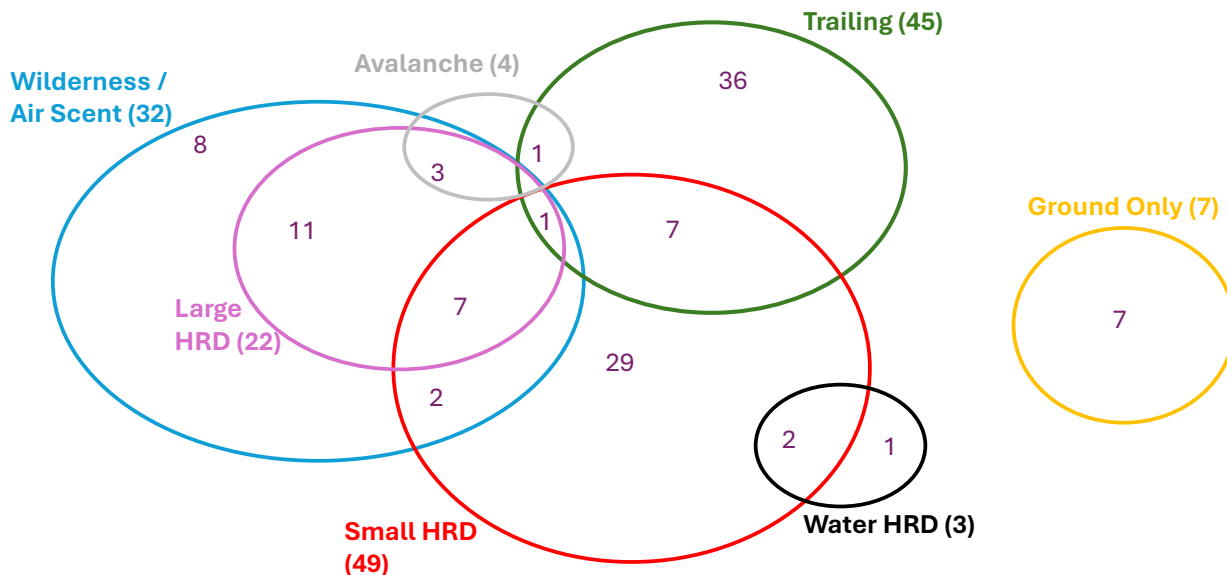 Trailing (45)
Avalanche (4)
Wilderness /
Air Scent (32)
36
8
1
3
Ground Only (7)
1
7
11
Large
HRD (22)
7
7
29
2
2
1
Small HRD
(49)
Water HRD (3)